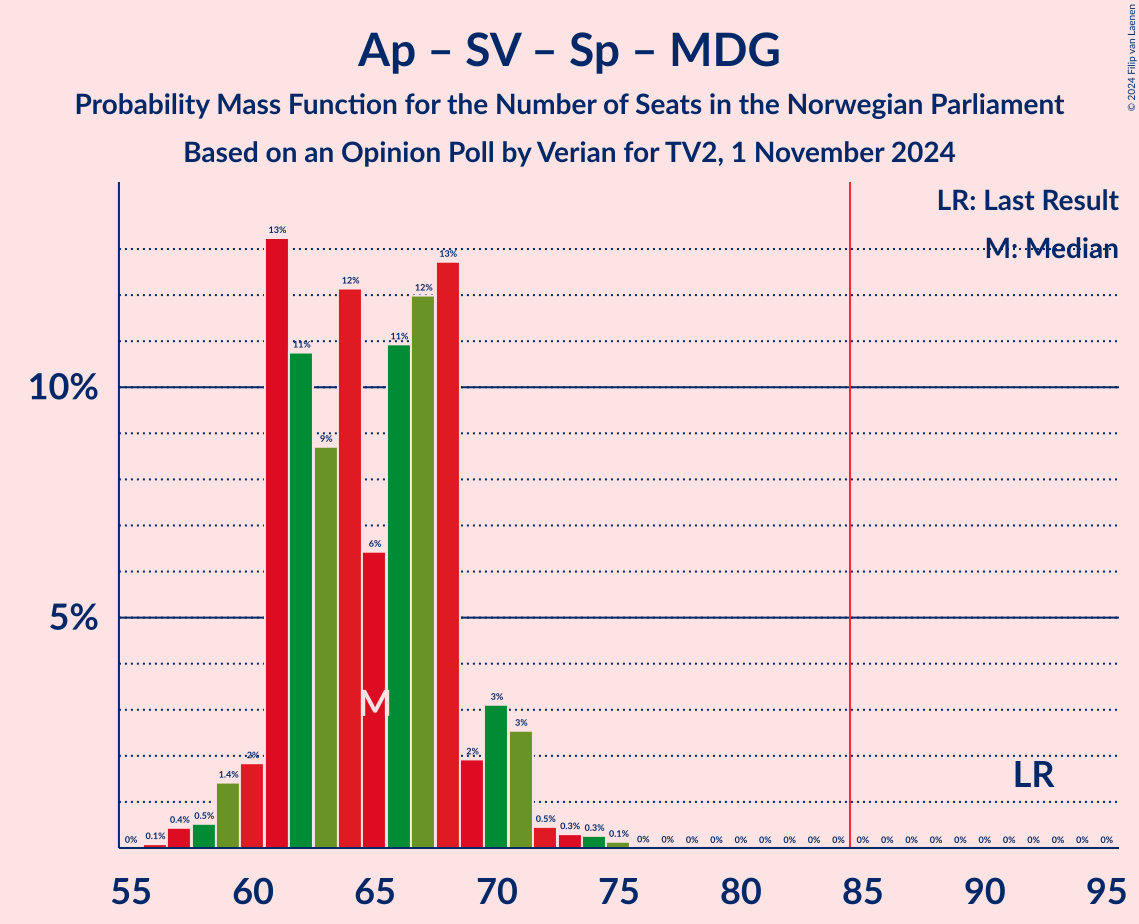 Ap – SV – Sp – MDG
Probability Mass Function for the Number of Seats in the Norwegian Parliament
Based on an Opinion Poll by Verian for TV2, 1 November 2024
© 2024 Filip van Laenen
LR: Last Result
M: Median
10%
5%
0% 0.1% 0.4% 0.5% 1.4% 2% 13% 11% 9% 12% 6% 11% 12% 13% 2% 3% 3% 0.5% 0.3% 0.3% 0.1% 0% 0% 0% 0% 0% 0% 0% 0% 0% 0% 0% 0% 0% 0% 0% 0% 0% 0% 0% 0%
M
LR
55 60 65 70 75 80 85 90 95